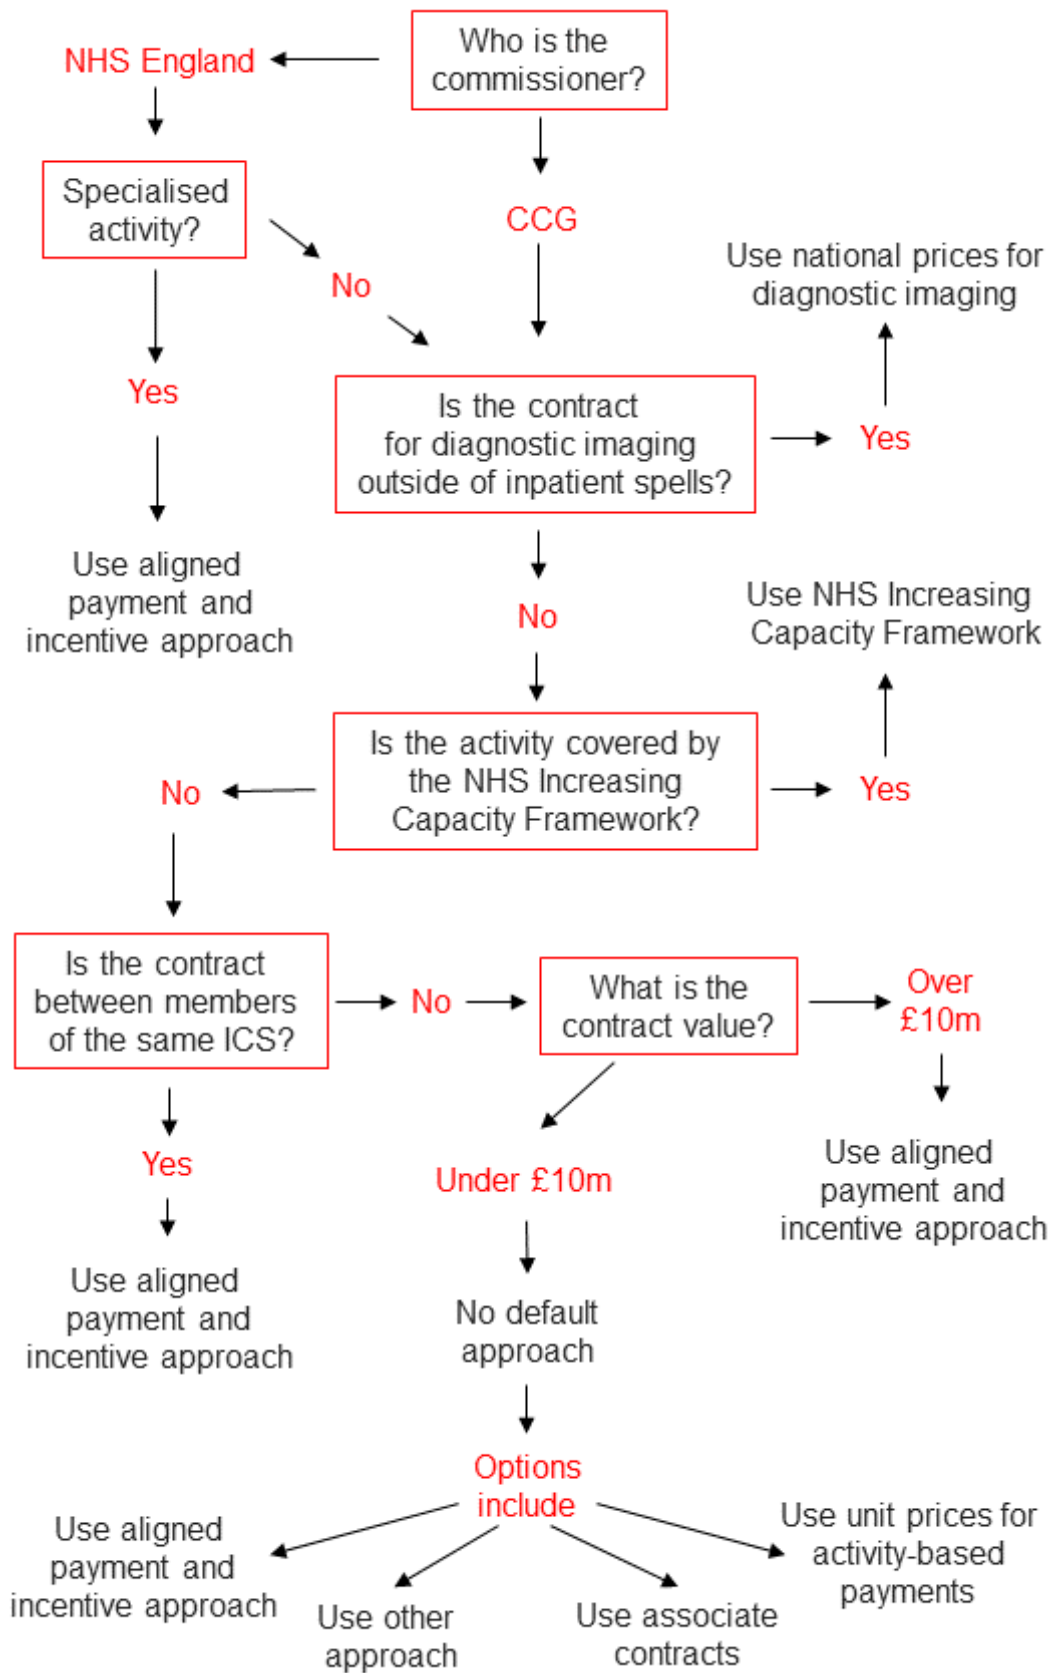 Who is the
commissioner?
NHS England
Specialised
activity?
CCG
No
Use national prices for
diagnostic imaging
Yes
Is the contract
for diagnostic imaging
outside of inpatient spells?
Yes
Use aligned
payment and
incentive approach
No
Use NHS Increasing
Capacity Framework
Is the activity covered by
the NHS Increasing
Capacity Framework?
No
Yes
Is the contract
between members
of the same ICS?
No
What is the
contract value?
Over
£10m
Yes
Under £10m
Use aligned
payment and
incentive approach
Use aligned
payment and
incentive approach
No default
approach
Options
include
Use aligned
payment and
incentive approach
Use other
approach
Use associate
contracts
Use unit prices for
activity-based
payments